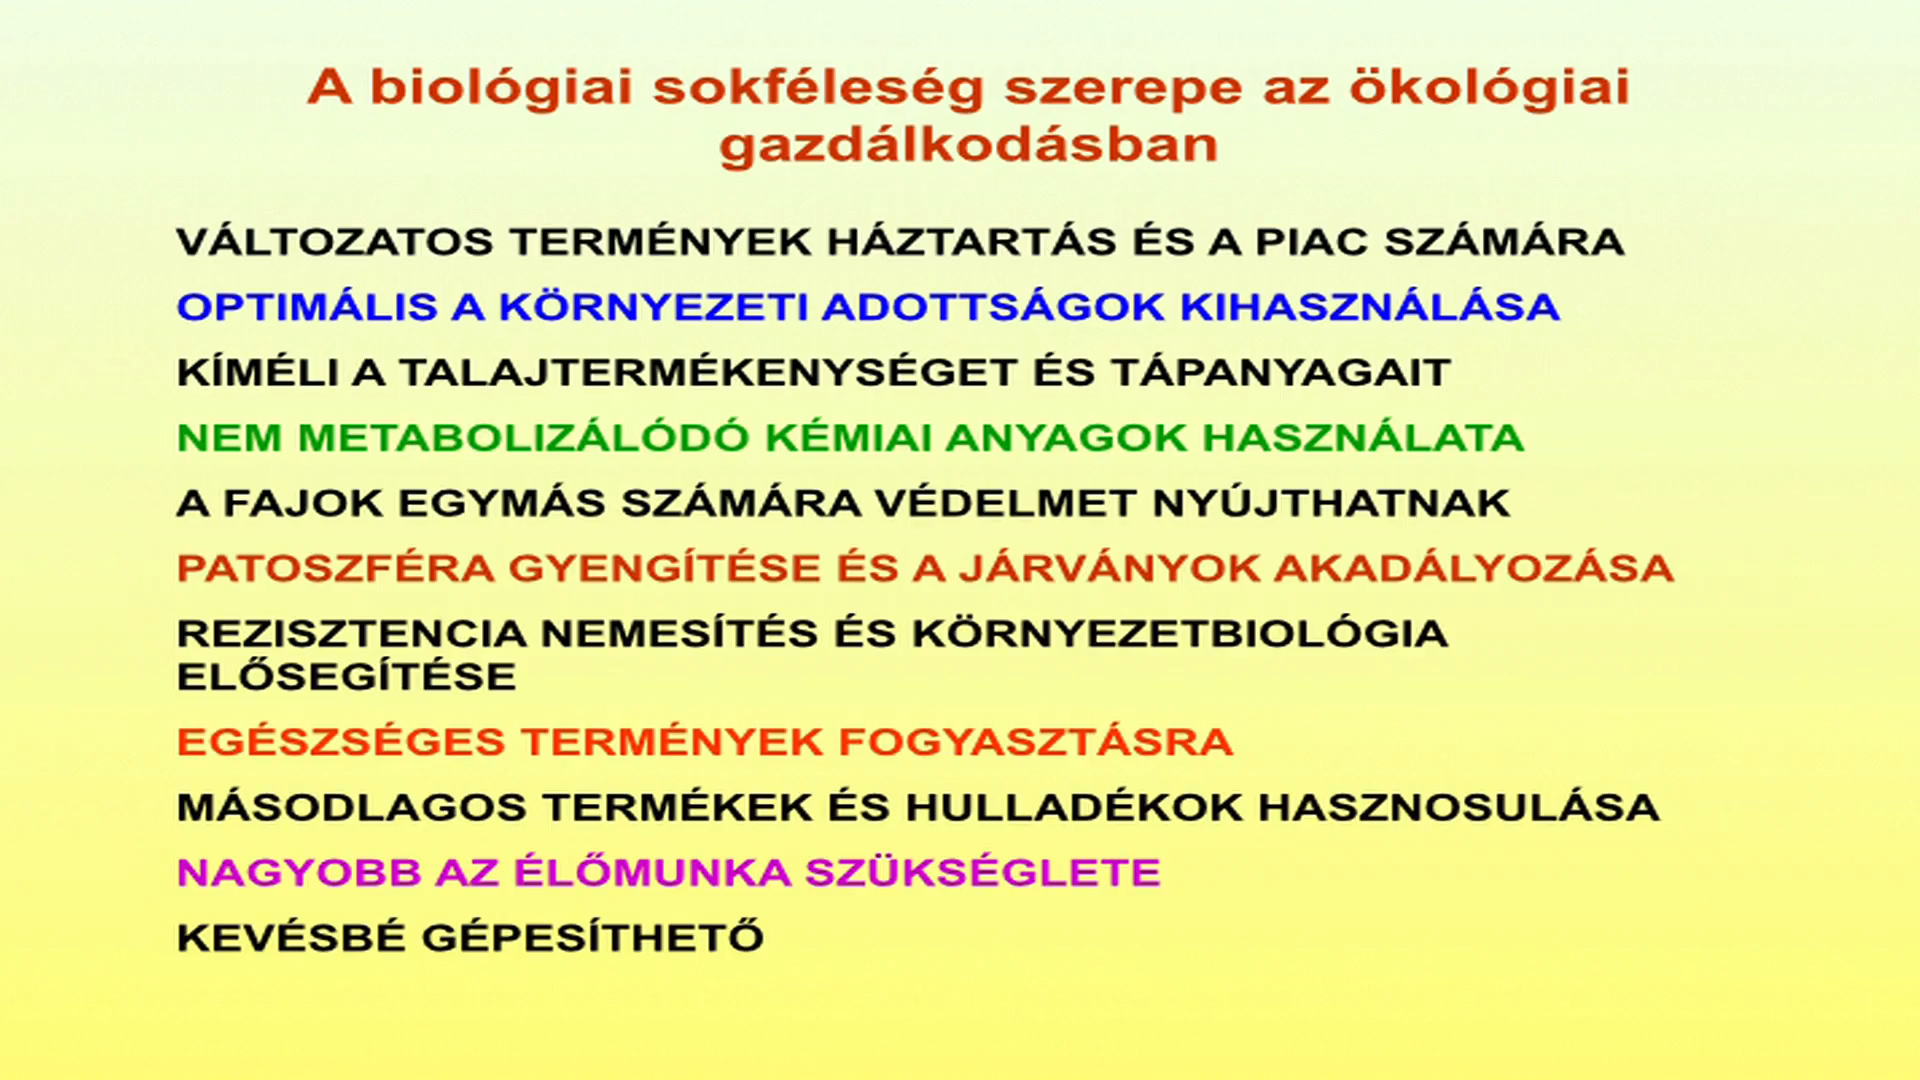 A biológiai sokféleség szerepe az ökológiai
gazdálkodásban
VÁLTOZATOS TERMÉNYEK HÁZTARTÁS ÉS A PIAC SZÁMÁRA
OPTIMÁLIS A KÖRNYEZETI ADOTTSÁGOK KIHASZNÁLÁSA
KÍMÉLI A TALAJTERMÉKENYSÉGET ÉS TÁPANYAGAIT
NEM METABOLIZÁLÓDÓ KÉMIAI ANYAGOK HASZNÁLATA
A FAJOK EGYMÁS SZÁMÁRA VÉDELMET NYÚJTHATNAK
PATOSZFÉRA GYENGÍTÉSE ÉS A JÁRVÁNYOK AKADÁLYOZÁSA
REZISZTENCIA NEMESÍTÉS ÉS KÖRNYEZETBIOLÓGIA
ELŐSEGÍTÉSE
EGÉSZSÉGES TERMÉNYEK FOGYASZTÁSRA
MÁSODLAGOS TERMÉKEK ÉS HULLADÉKOK HASZNOSULÁSA
NAGYOBB AZ ÉLŐMUNKA SZÜKSÉGLETE
KEVÉSBÉ GÉPESÍTHETŐ